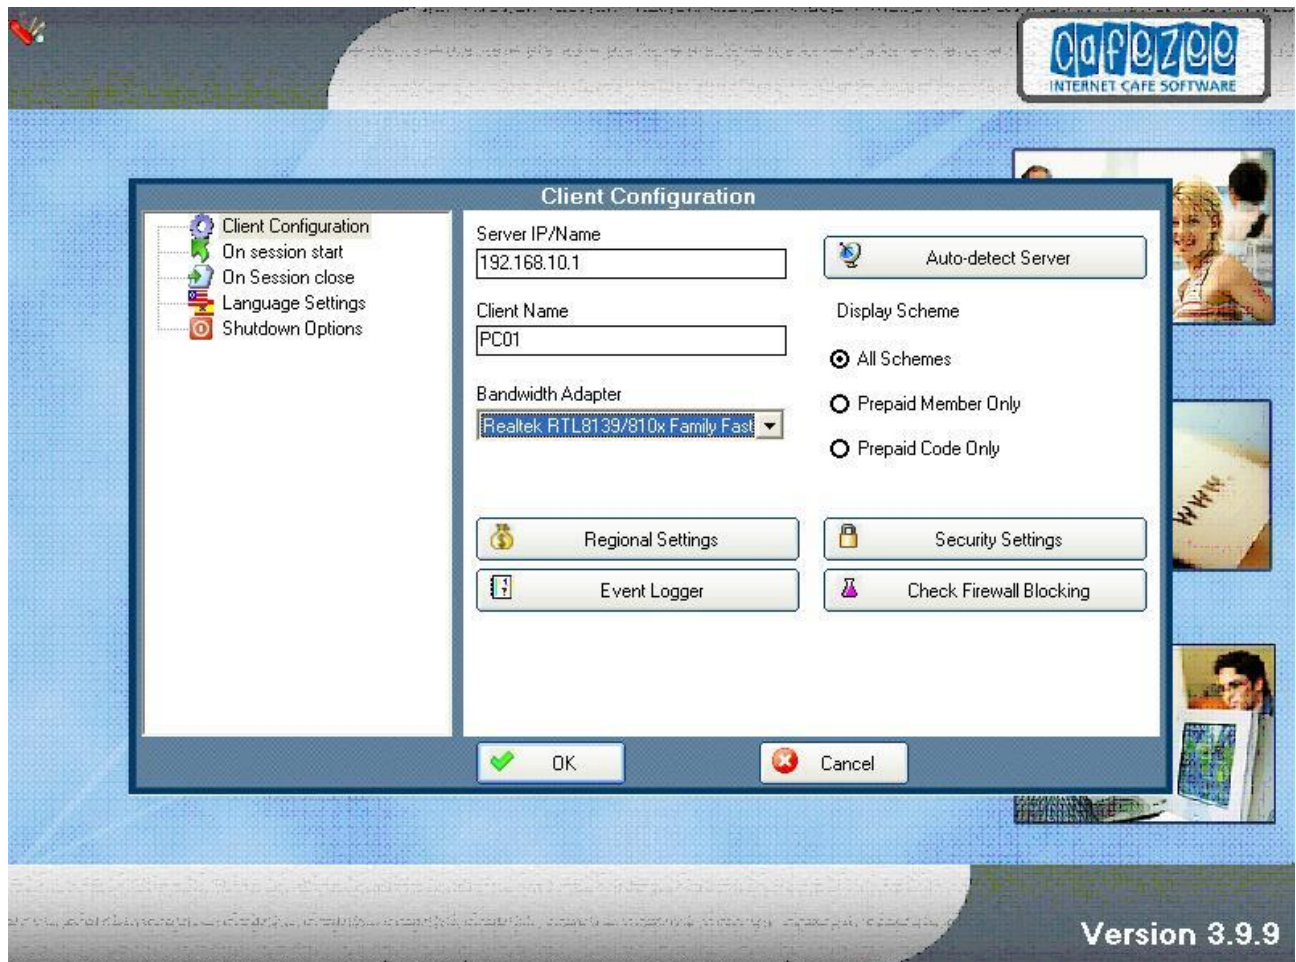 Cafezee
INTERNET CAFE SOFTWARE
Client Configuration
Client Configuration
On session start
On Session close
Language Settings
Shutdown Options
Server IP/Name
192.168.10.1
Auto-detect Server
Client Name
PC01
Display Scheme
All Schemes
Prepaid Member Only
Prepaid Code Only
Bandwidth Adapter
Realtek RTL8139/810x Family Fast
Regional Settings
Security Settings
Event Logger
Check Firewall Blocking
OK
Cancel
www
Version 3.9.9